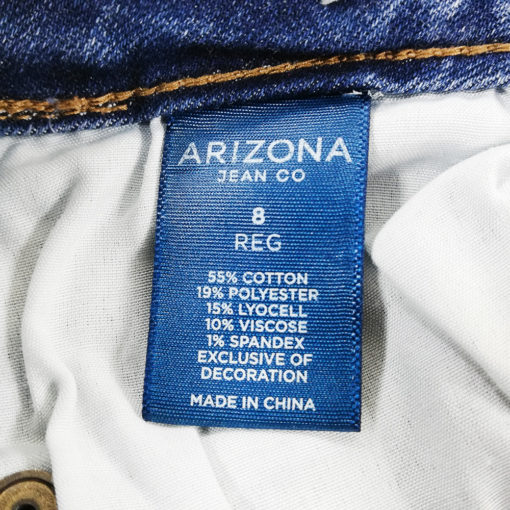 ARIZONA
JEAN CO
8
REG
55% COTTON
19% POLYESTER
15% LYOCELL
10% VISCOSE
1% SPANDEX
EXCLUSIVE OF
DECORATION
MADE IN CHINA